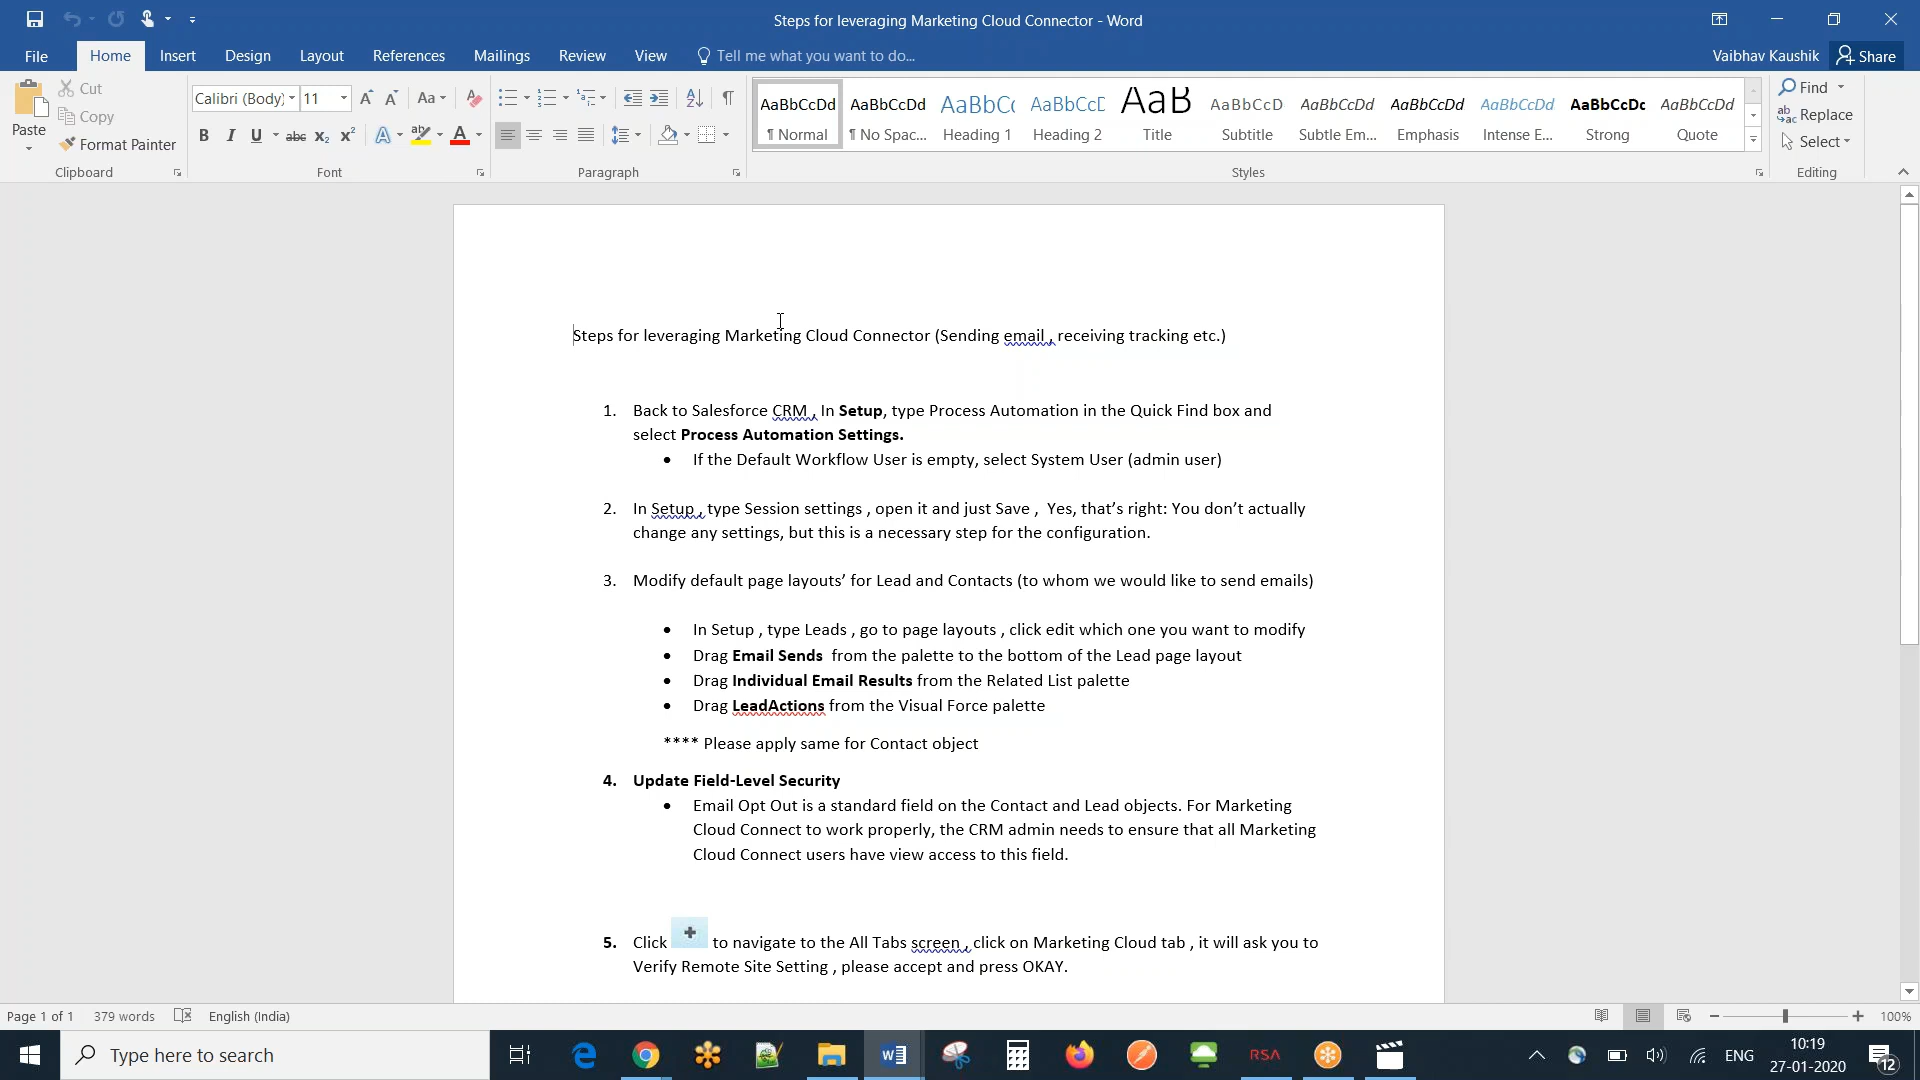 Steps for leveraging Marketing Cloud Connector - Word
File Home Insert Design Layout References Mailings Review View Tell me what you want to do... Vaibhav Kaushik Share
Paste Cut Copy Format Painter
Calibri (Body) 11
AaBbCcDd AaBbCcDd AaBbC( AaBbCcC AaB AaBbCcD AaBbCcDd AaBbCcDd AaBbCcDd AaBbCcDc AaBbCcDd
¶ Normal ¶ No Spac... Heading 1 Heading 2 Title Subtitle Subtle Em... Emphasis Intense E... Strong Quote
Find
Replace
Select
Clipboard Font Paragraph Styles Editing
Steps for leveraging Marketing Cloud Connector (Sending email , receiving tracking etc.)
1. Back to Salesforce CRM , In Setup, type Process Automation in the Quick Find box and
select Process Automation Settings.
• If the Default Workflow User is empty, select System User (admin user)
2. In Setup , type Session settings , open it and just Save , Yes, that’s right: You don’t actually
change any settings, but this is a necessary step for the configuration.
3. Modify default page layouts’ for Lead and Contacts (to whom we would like to send emails)
• In Setup , type Leads , go to page layouts , click edit which one you want to modify
• Drag Email Sends from the palette to the bottom of the Lead page layout
• Drag Individual Email Results from the Related List palette
• Drag LeadActions from the Visual Force palette
**** Please apply same for Contact object
4. Update Field-Level Security
• Email Opt Out is a standard field on the Contact and Lead objects. For Marketing
Cloud Connect to work properly, the CRM admin needs to ensure that all Marketing
Cloud Connect users have view access to this field.
5. Click + to navigate to the All Tabs screen , click on Marketing Cloud tab , it will ask you to
Verify Remote Site Setting , please accept and press OKAY.
Page 1 of 1 379 words English (India) 100%
Type here to search
RSA
ENG
10:19
27-01-2020
12